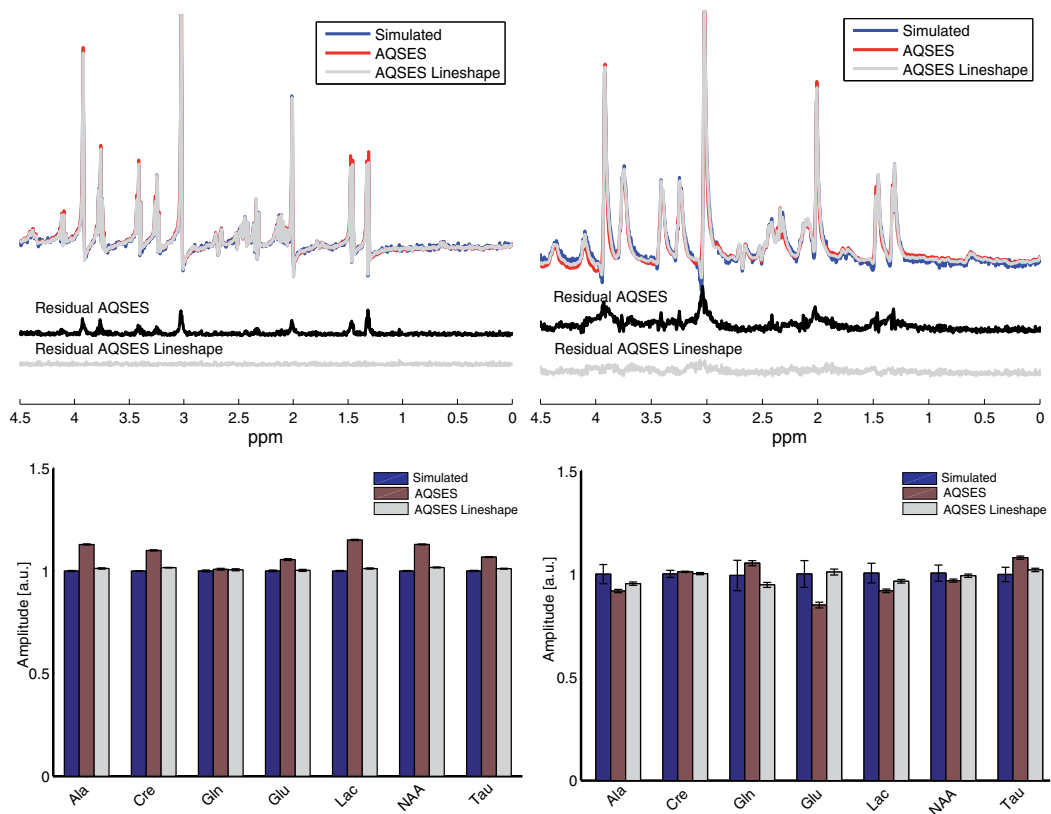 Simulated
AQSES
AQSES Lineshape
Residual AQSES
Residual AQSES Lineshape
4.5 4 3.5 3 2.5 2 1.5 1 0.5 0
ppm
Simulated
AQSES
AQSES Lineshape
Residual AQSES
Residual AQSES Lineshape
4.5 4 3.5 3 2.5 2 1.5 1 0.5 0
ppm
1.5
1
0.5
0
Amplitude [a.u.]
Simulated
AQSES
AQSES Lineshape
Ala Cre Gln Glu Lac NAA Tau
1.5
1
0.5
0
Amplitude [a.u.]
Simulated
AQSES
AQSES Lineshape
Ala Cre Gln Glu Lac NAA Tau